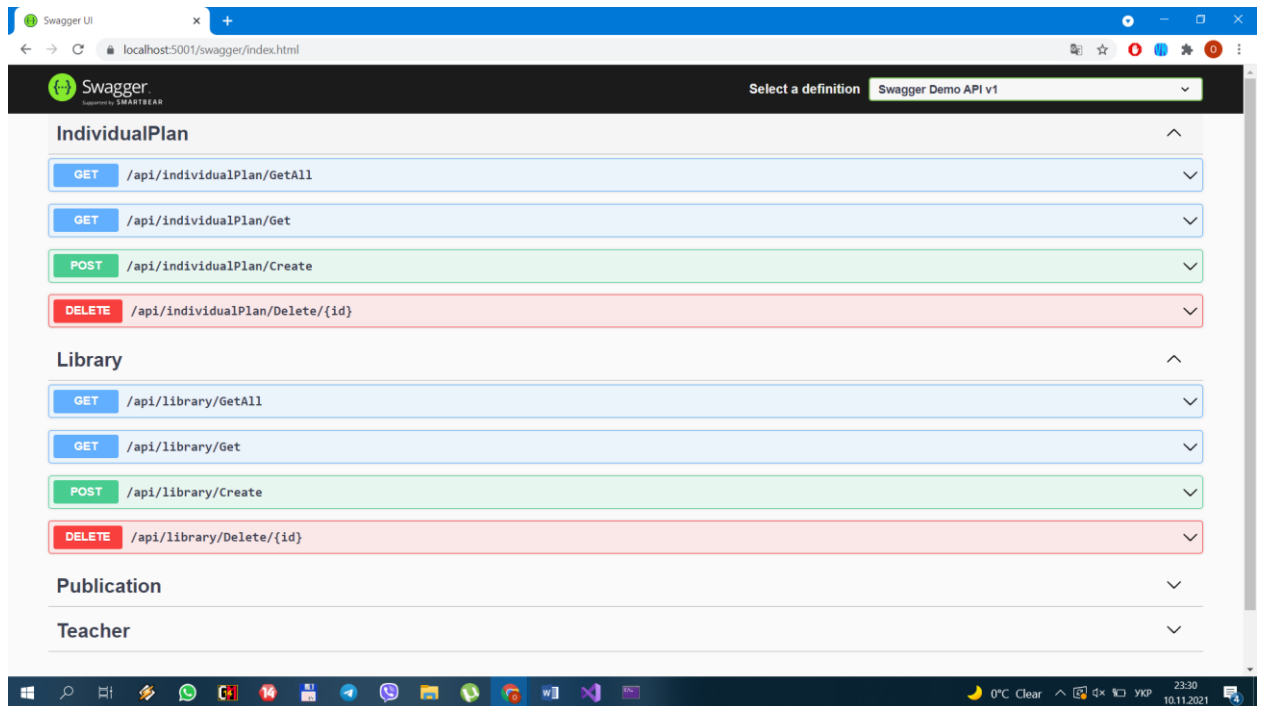 Swagger UI
localhost:5001/swagger/index.html
O
Swagger.
Supported by SMARTBEAR
Select a definition
Swagger Demo API v1
IndividualPlan
GET /api/individualPlan/GetAll
GET /api/individualPlan/Get
POST /api/individualPlan/Create
DELETE /api/individualPlan/Delete/{id}
Library
GET /api/library/GetAll
GET /api/library/Get
POST /api/library/Create
DELETE /api/library/Delete/{id}
Publication
Teacher
14
0°C Clear
УКР
23:30
10.11.2021
4